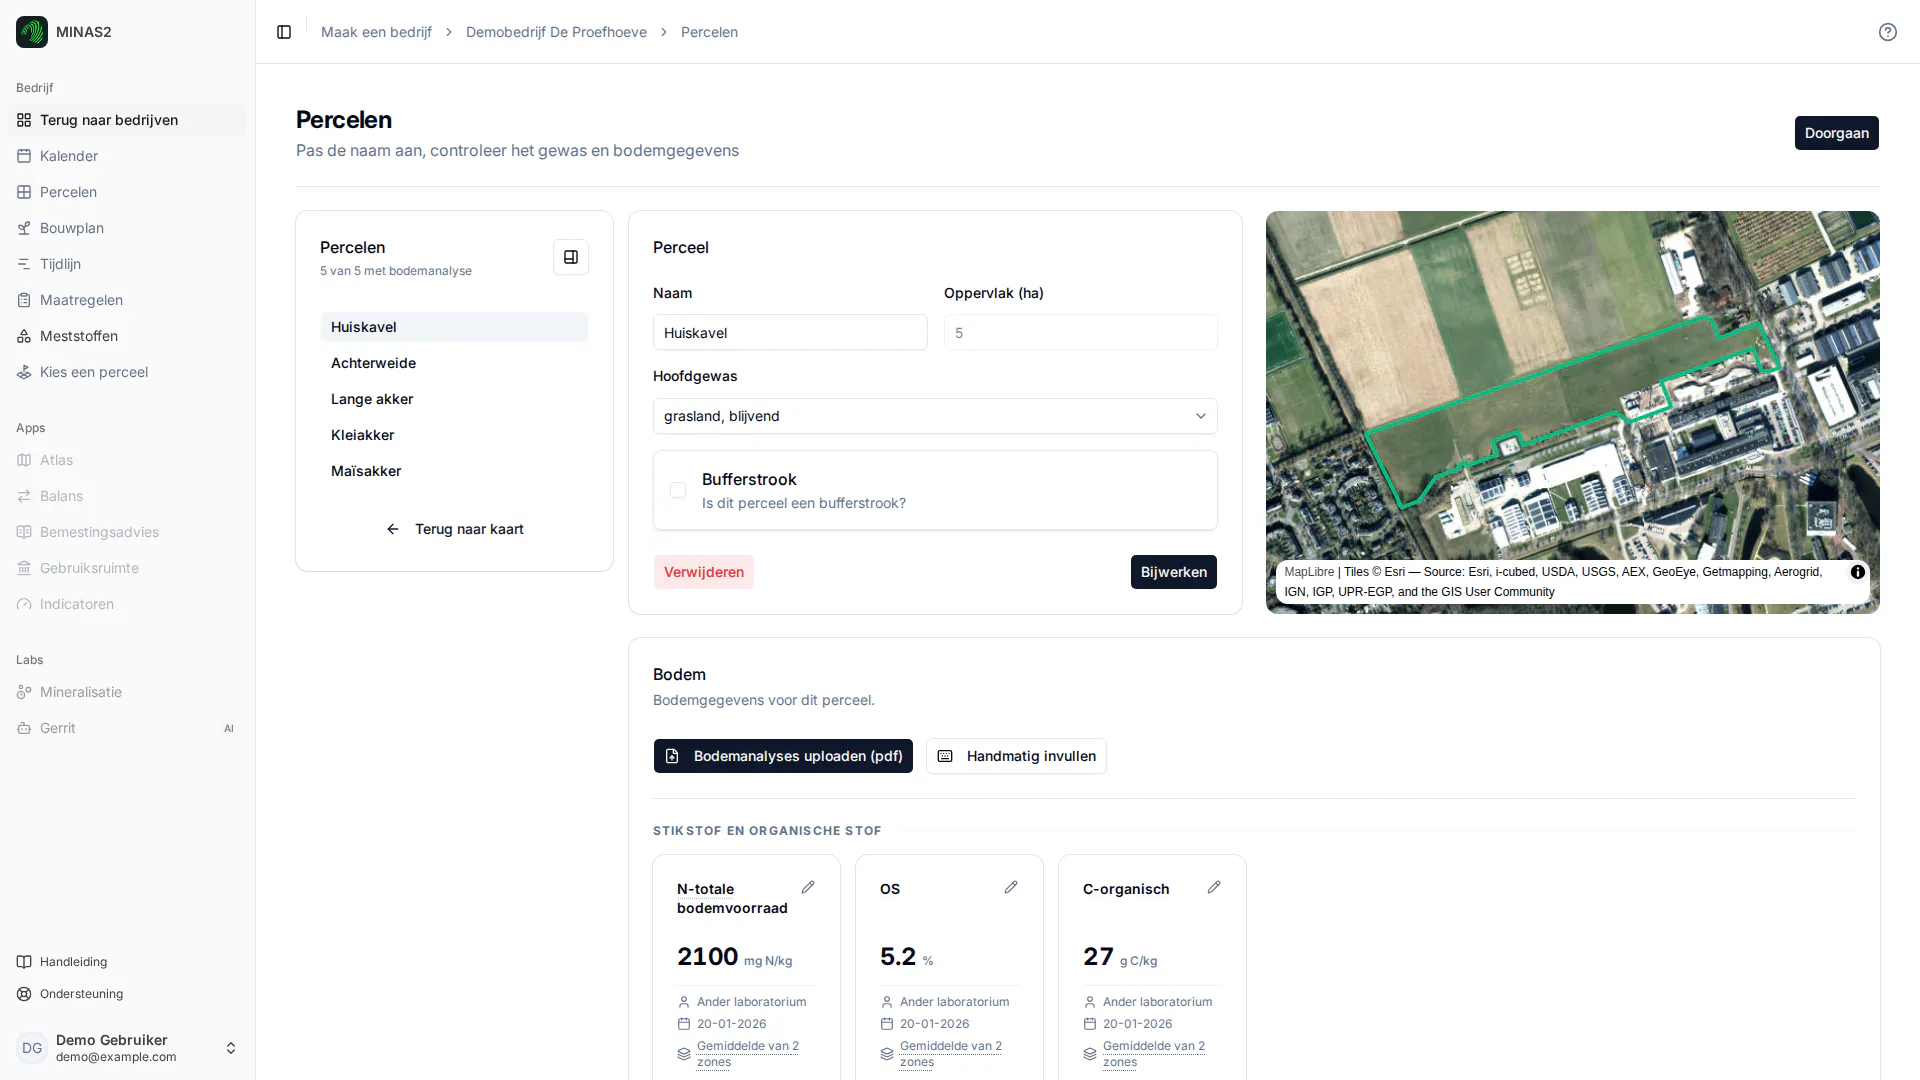 MINAS2
Bedrijf
Terug naar bedrijven
Kalender
Percelen
Bouwplan
Tijdlijn
Maatregelen
Meststoffen
Kies een perceel
Apps
Atlas
Balans
Bemestingsadvies
Gebruiksruimte
Indicatoren
Labs
Mineralisatie
Gerrit AI
Handleiding
Ondersteuning
DG
Demo Gebruiker
demo@example.com
Maak een bedrijf
Demobedrijf De Proefhoeve
Percelen
Percelen
Pas de naam aan, controleer het gewas en bodemgegevens
Doorgaan
Percelen
5 van 5 met bodemanalyse
Huiskavel
Achterweide
Lange akker
Kleiakker
Maïsakker
Terug naar kaart
Perceel
Naam
Oppervlak (ha)
Huiskavel
5
Hoofdgewas
grasland, blijvend
Bufferstrook
Is dit perceel een bufferstrook?
Verwijderen
Bijwerken
MapLibre | Tiles © Esri — Source: Esri, i-cubed, USDA, USGS, AEX, GeoEye, Getmapping, Aerogrid,
IGN, IGP, UPR-EGP, and the GIS User Community
Bodem
Bodemgegevens voor dit perceel.
Bodemanalyses uploaden (pdf)
Handmatig invullen
STIKSTOF EN ORGANISCHE STOF
N-totale
bodemvoorraad
2100 mg N/kg
Ander laboratorium
20-01-2026
Gemiddelde van 2
zones
OS
5.2 %
Ander laboratorium
20-01-2026
Gemiddelde van 2
zones
C-organisch
27 g C/kg
Ander laboratorium
20-01-2026
Gemiddelde van 2
zones